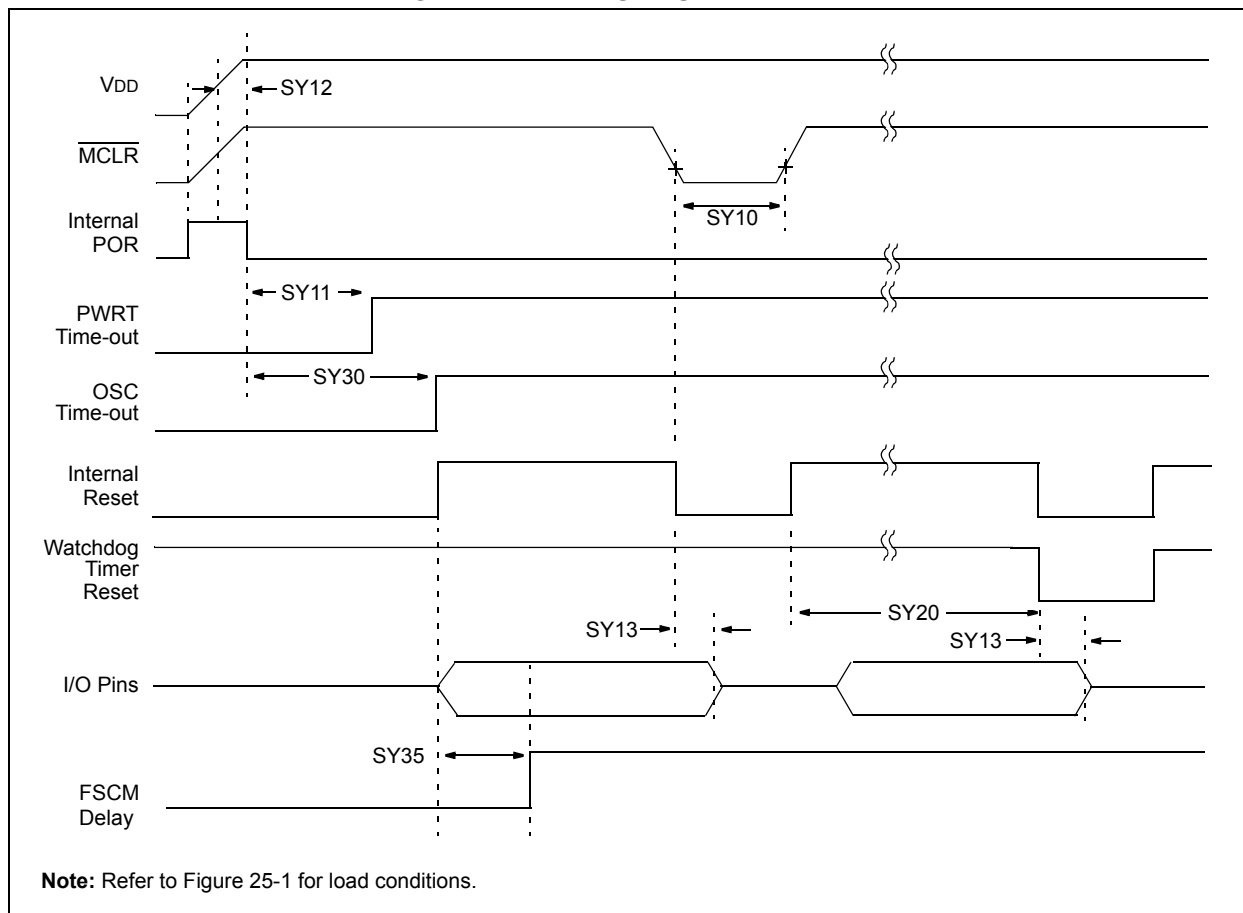 VDD
SY12
MCLR
SY10
Internal
POR
SY11
PWRT
Time-out
SY30
OSC
Time-out
Internal
Reset
Watchdog
Timer
Reset
SY20
SY13
SY13
I/O Pins
SY35
FSCM
Delay
Note: Refer to Figure 25-1 for load conditions.